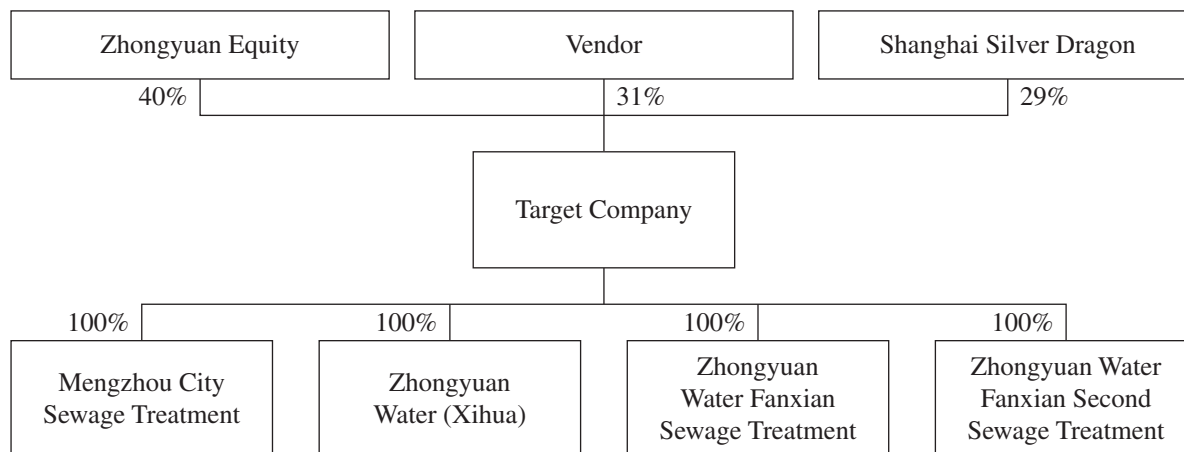 Zhongyuan Equity
Vendor
Shanghai Silver Dragon
40%
31%
29%
Target Company
100%
100%
100%
100%
Mengzhou City
Sewage Treatment
Zhongyuan
Water (Xihua)
Zhongyuan
Water Fanxian
Sewage Treatment
Zhongyuan Water
Fanxian Second
Sewage Treatment